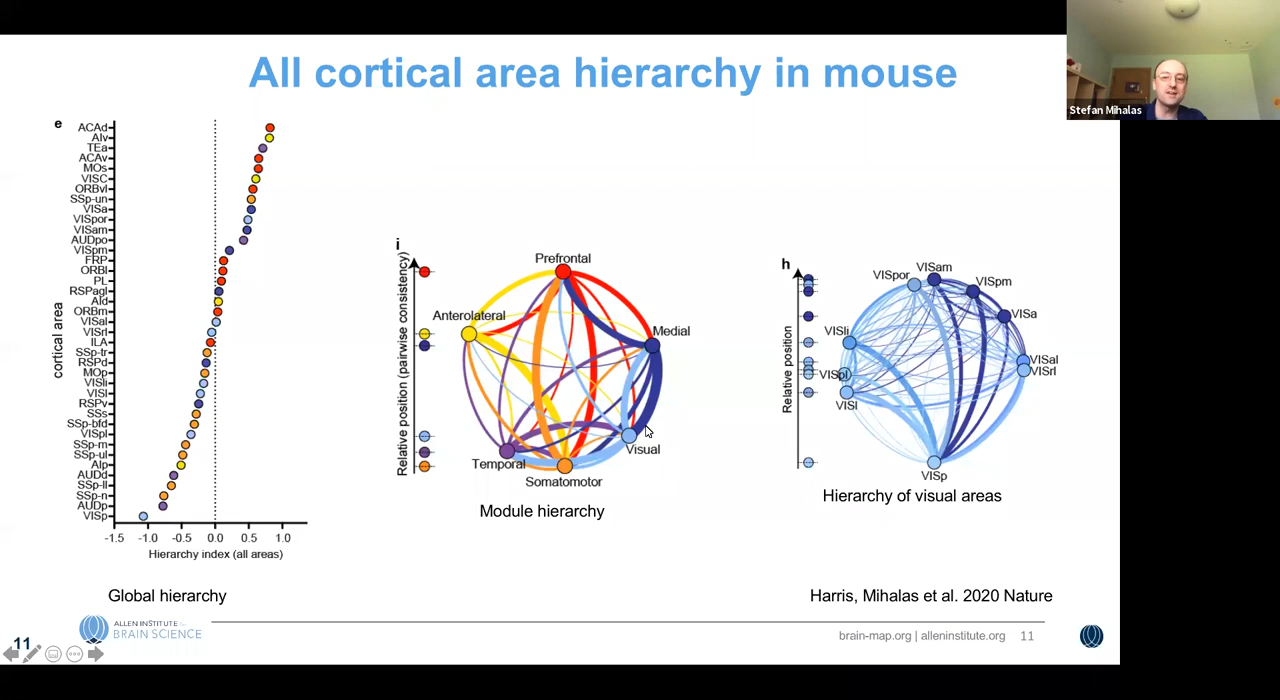 All cortical area hierarchy in mouse
Stefan Mihalas
e
ACAd
AIv
TEa
ACAv
MOs
VISC
ORBvl
SSp-un
VISa
VISpor
VISam
AUDpo
VISpm
FRP
ORBl
PL
RSPagl
AId
ORBm
VISal
VISrl
ILA
SSp-tr
RSPd
MOp
VISli
VISl
RSPv
SSs
SSp-bfd
VISpl
SSp-m
SSp-ul
AIp
AUDd
SSp-ll
SSp-n
AUDp
VISp
cortical area
-1.5 -1.0 -0.5 0.0 0.5 1.0
Hierarchy index (all areas)
Global hierarchy
i
Relative position (pairwise consistency)
Prefrontal
Anterolateral
Medial
Visual
Temporal
Somatomotor
Module hierarchy
h
Relative position
VISam
VISpor
VISpm
VISa
VISli
VISal
VISrl
VISpl
VISl
VISp
Hierarchy of visual areas
Harris, Mihalas et al. 2020 Nature
11
ALLEN INSTITUTE for
BRAIN SCIENCE
brain-map.org | alleninstitute.org 11